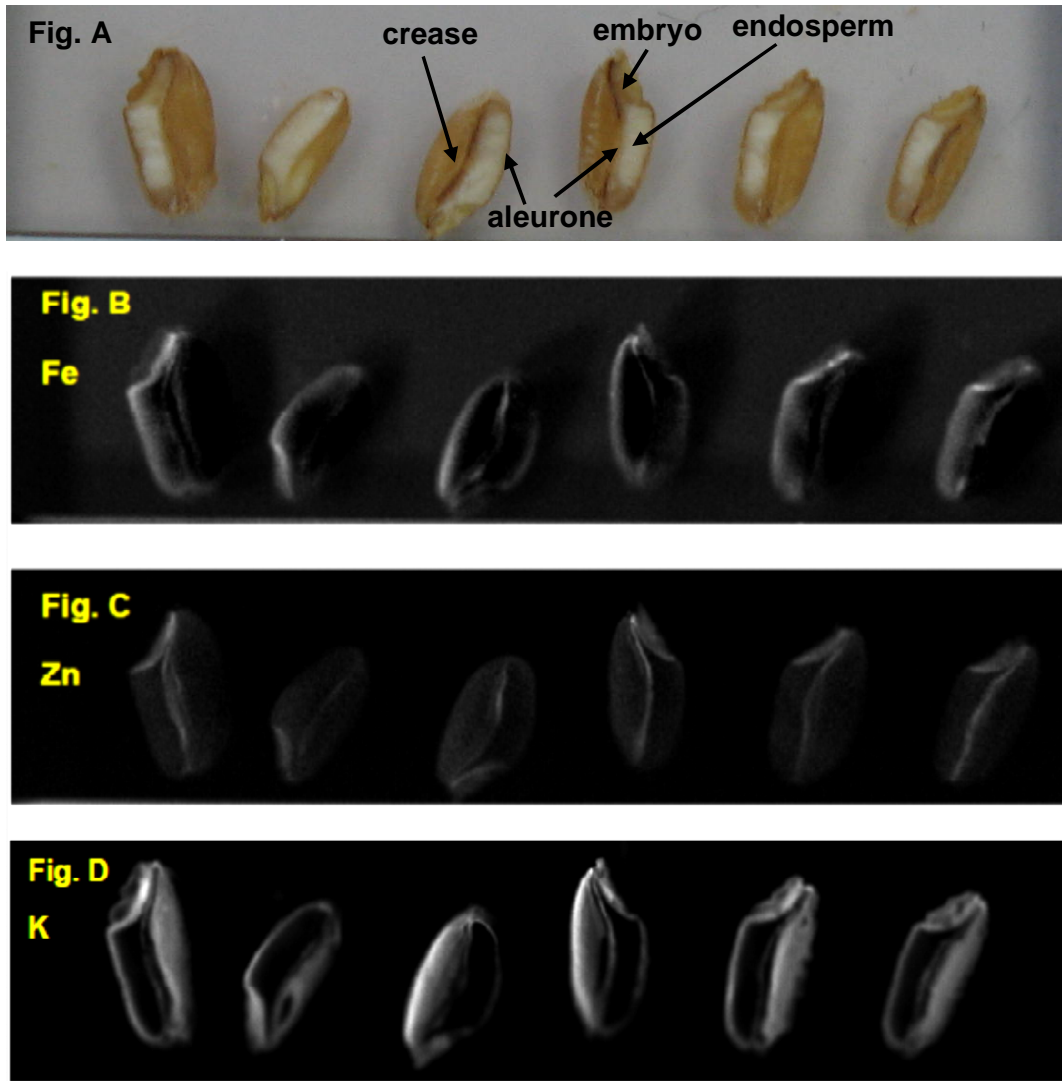 Fig. A
crease
embryo
endosperm
aleurone
Fig. B
Fe
Fig. C
Zn
Fig. D
K